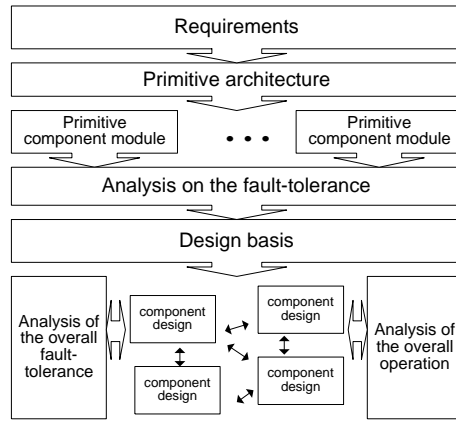 Requirements
Primitive architecture
Primitive
component module
• • •
Primitive
component module
Analysis on the fault-tolerance
Design basis
Analysis of
the overall
fault-
tolerance
component
design
component
design
component
design
component
design
Analysis of
the overall
operation